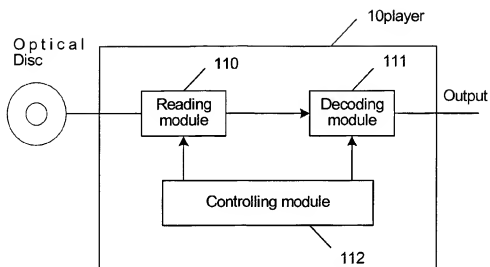 10player
Optical
Disc
110
111
Reading
module
Decoding
module
Output
Controlling module
112